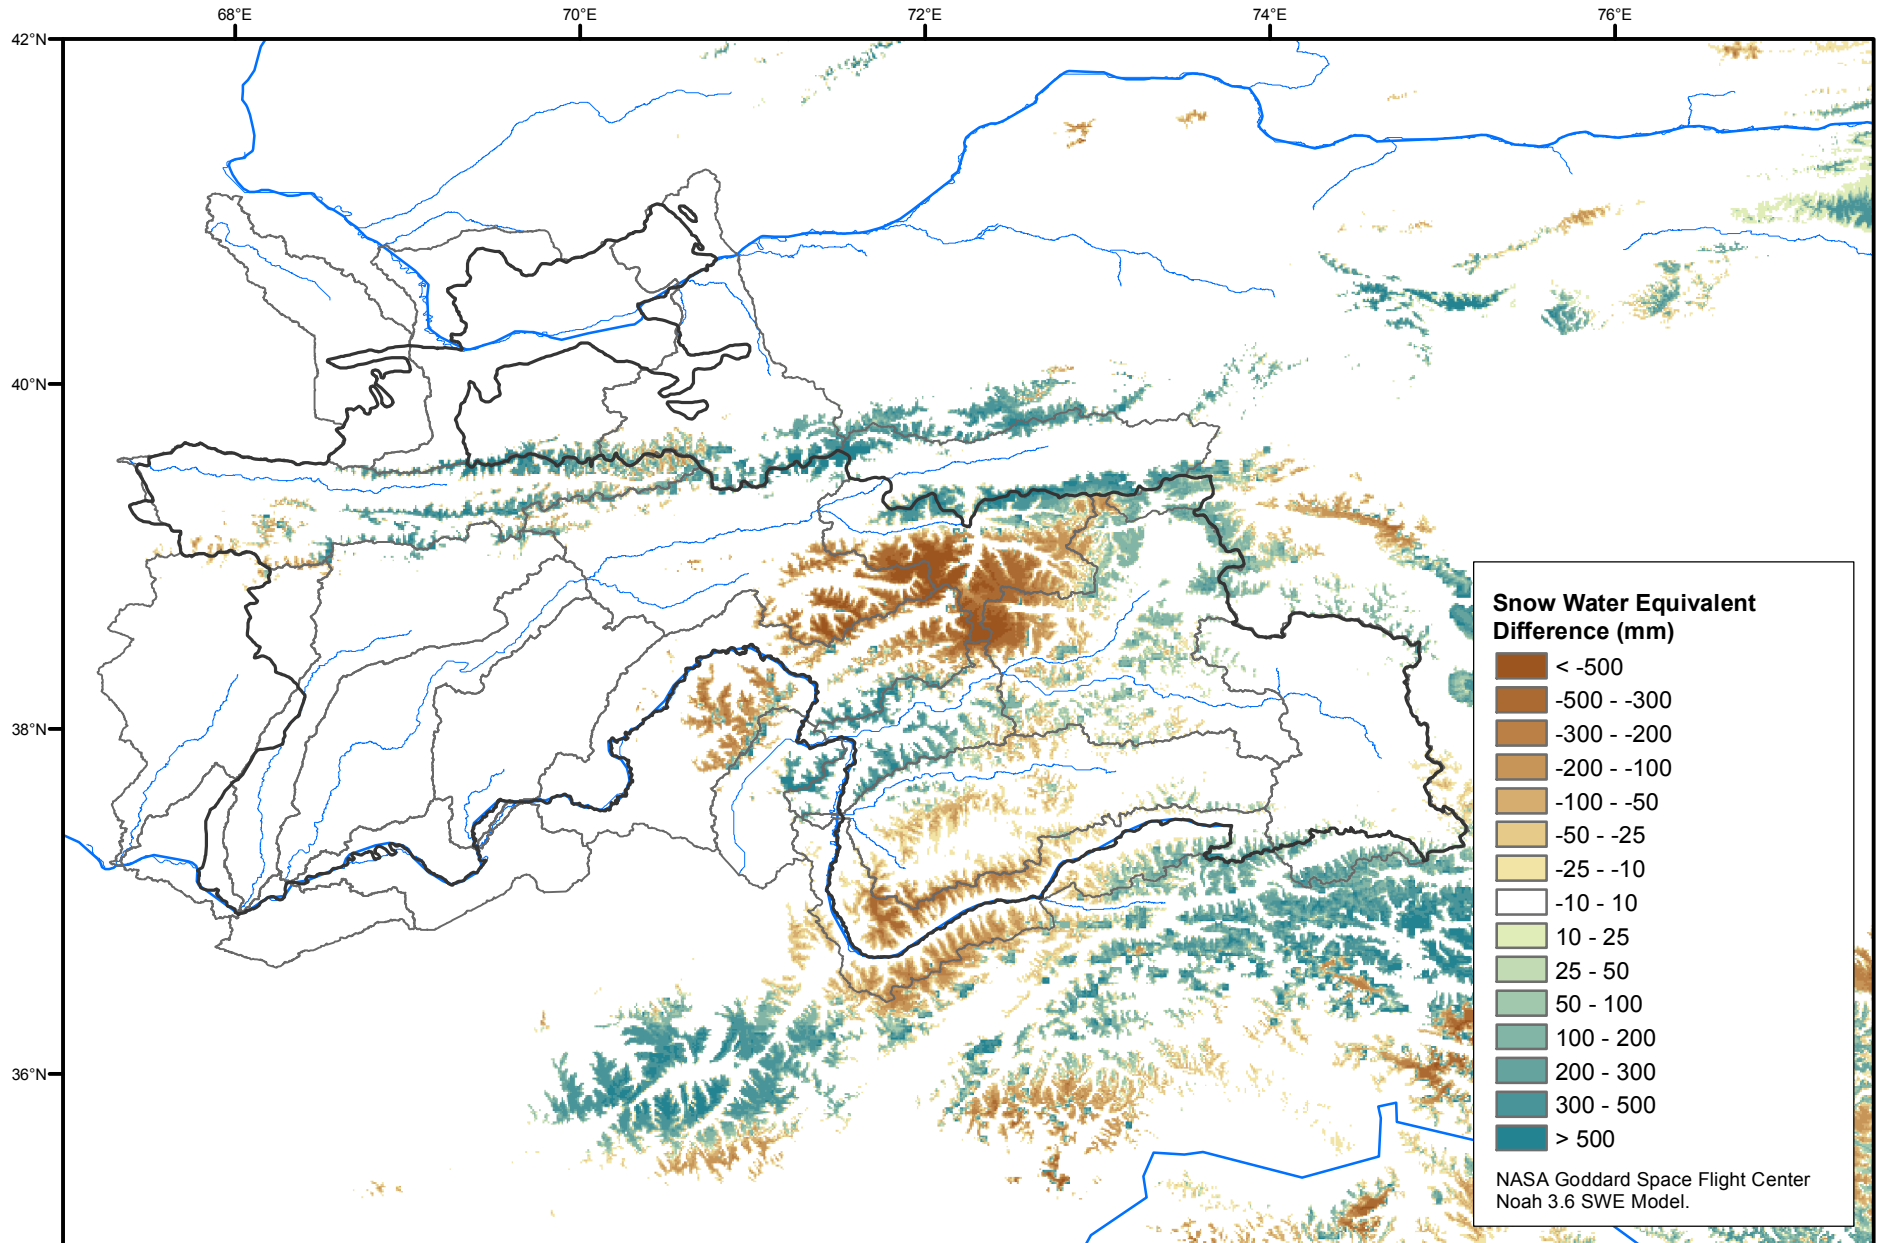 68°E
70°E
72°E
74°E
76°E
42°N
40°N
38°N
36°N
Snow Water Equivalent
Difference (mm)
< -500
-500 - -300
-300 - -200
-200 - -100
-100 - -50
-50 - -25
-25 - -10
-10 - 10
10 - 25
25 - 50
50 - 100
100 - 200
200 - 300
300 - 500
> 500
NASA Goddard Space Flight Center
Noah 3.6 SWE Model.